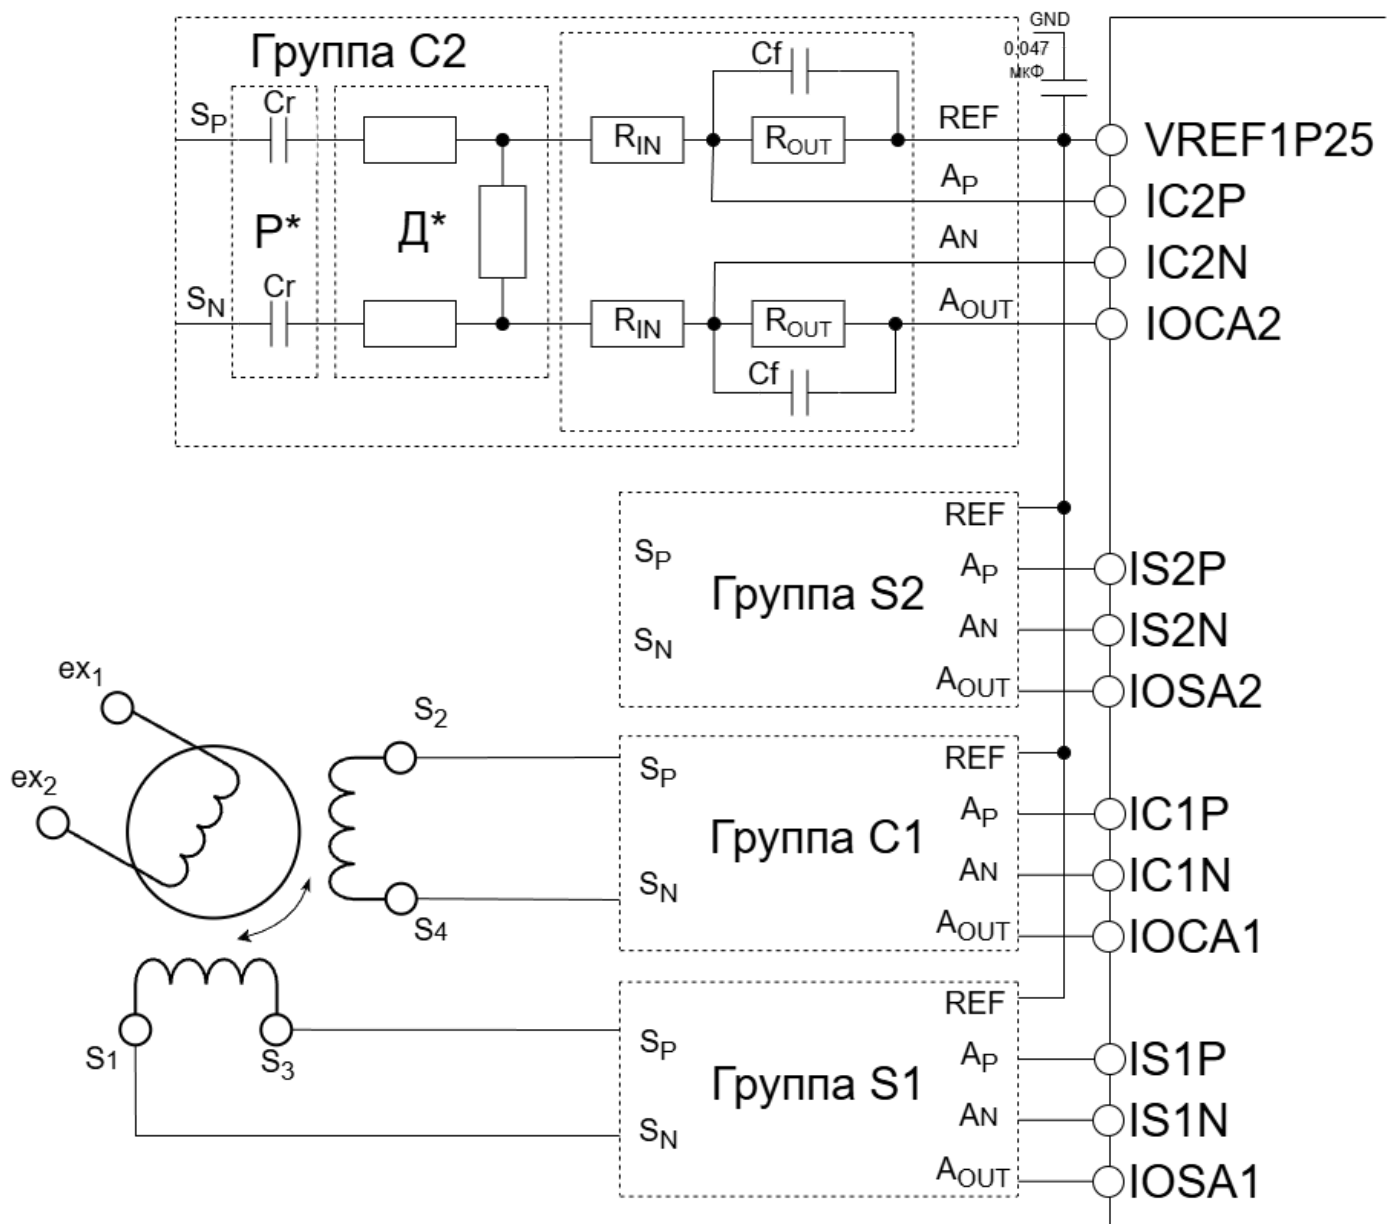 GND
Группа C2
Cf
0,047
мкФ
Cr
SP
RIN
ROUT
REF
VREF1P25
AP
IC2P
Р*
Д*
AN
IC2N
Cr
SN
RIN
ROUT
AOUT
IOCA2
Cf
REF
SP
AP
IS2P
Группа S2
AN
IS2N
SN
AOUT
IOSA2
ex1
S2
REF
SP
ex2
AP
IC1P
Группа C1
AN
IC1N
SN
S4
AOUT
IOCA1
REF
SP
S1
S3
AP
IS1P
Группа S1
AN
IS1N
SN
AOUT
IOSA1